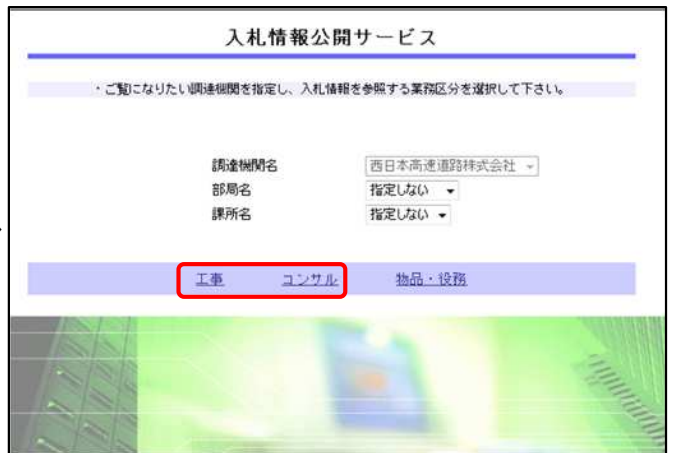 入札情報公開サービス
・ご覧になりたい調達機関を指定し、入札情報を参照する業務区分を選択して下さい。
調達機関名 西日本高速道路株式会社
部局名 指定しない
課所名 指定しない
工事 コンサル 物品・役務